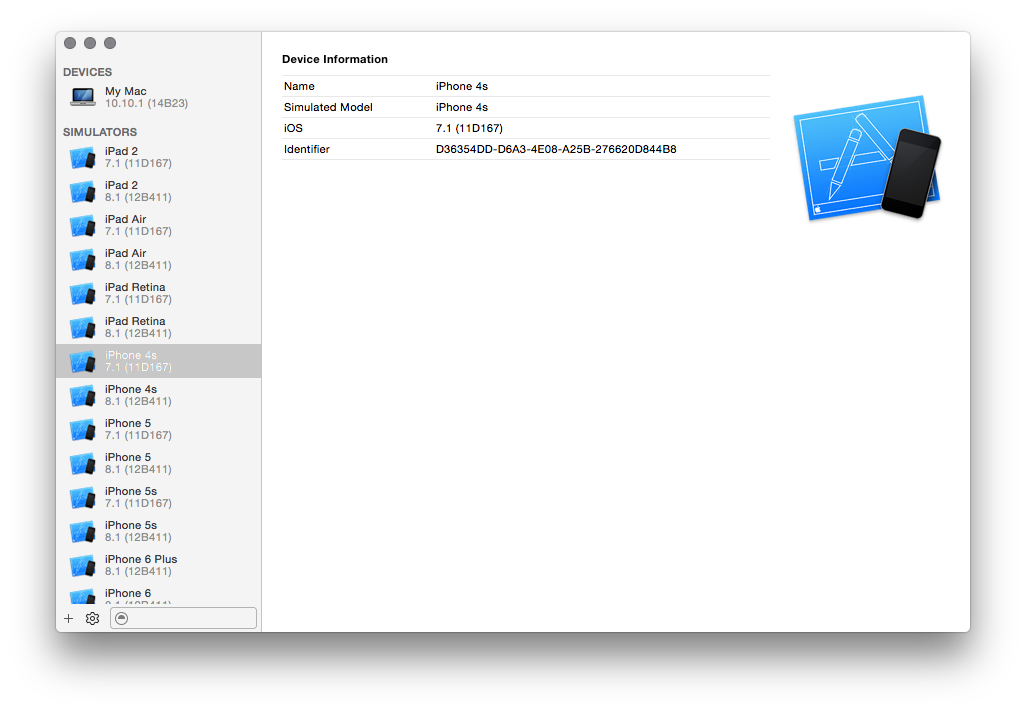 DEVICES
My Mac
10.10.1 (14B23)
SIMULATORS
iPad 2
7.1 (11D167)
iPad 2
8.1 (12B411)
iPad Air
7.1 (11D167)
iPad Air
8.1 (12B411)
iPad Retina
7.1 (11D167)
iPad Retina
8.1 (12B411)
iPhone 4s
7.1 (11D167)
iPhone 4s
8.1 (12B411)
iPhone 5
7.1 (11D167)
iPhone 5
8.1 (12B411)
iPhone 5s
7.1 (11D167)
iPhone 5s
8.1 (12B411)
iPhone 6 Plus
8.1 (12B411)
iPhone 6
Device Information
Name iPhone 4s
Simulated Model iPhone 4s
iOS 7.1 (11D167)
Identifier D36354DD-D6A3-4E08-A25B-276620D844B8